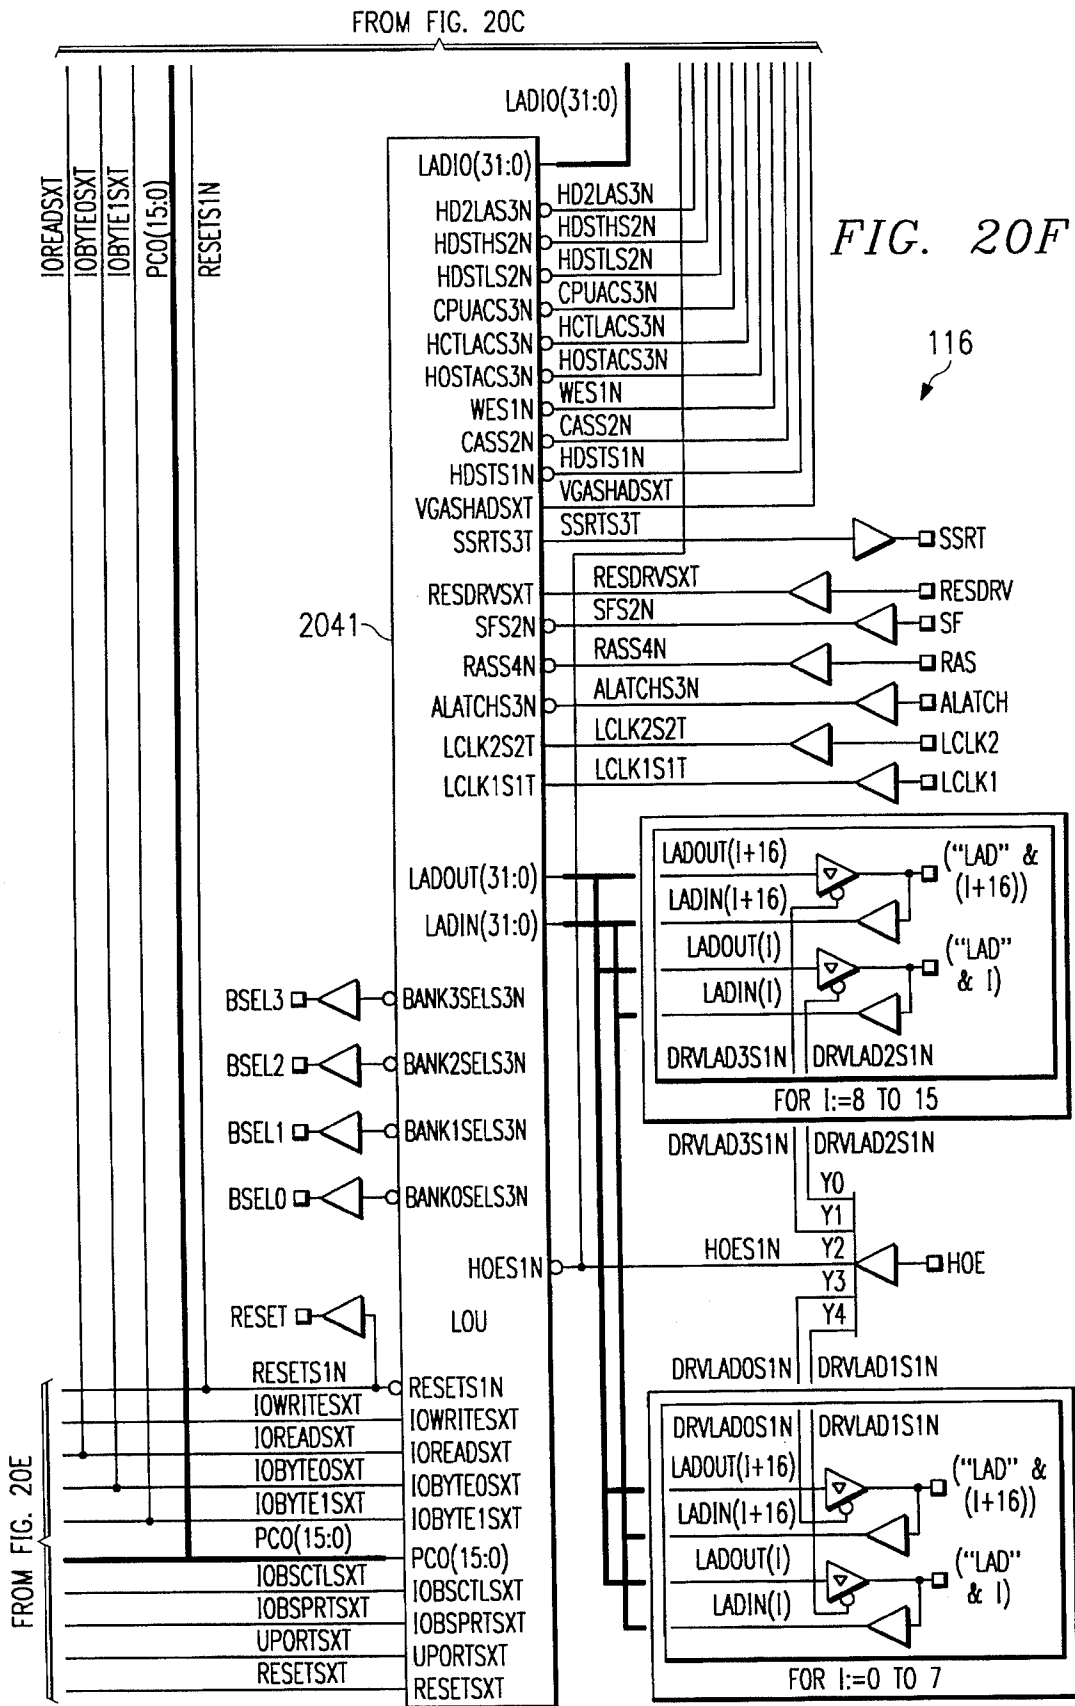 FROM FIG. 20C
IOREADSXT
IOBYTE0SXT
IOBYTE1SXT
PCO(15:0)
RESETS1N
LADIO(31:0)
FIG. 20F
116
LADIO(31:0)
HD2LAS3N HD2LAS3N
HDSTHS2N HDSTHS2N
HDSTLS2N HDSTLS2N
CPUACS3N CPUACS3N
HCTLACS3N HCTLACS3N
HOSTACS3N HOSTACS3N
WES1N WES1N
CASS2N CASS2N
HDSTS1N HDSTS1N
VGASHADSXT VGASHADSXT
SSRTS3T SSRTS3T SSRT
RESDRVSXT RESDRVSXT RESDRV
2041
SFS2N SFS2N SF
RASS4N RASS4N RAS
ALATCHS3N ALATCHS3N ALATCH
LCLK2S2T LCLK2S2T LCLK2
LCLK1S1T LCLK1S1T LCLK1
LADOUT(31:0)
LADIN(31:0)
LADOUT(I+16) ("LAD" &
LADIN(I+16) (I+16))
LADOUT(I) ("LAD"
LADIN(I) & I)
DRVLAD3S1N DRVLAD2S1N
FOR I:=8 TO 15
DRVLAD3S1N DRVLAD2S1N
BSEL3 BANK3SELS3N
BSEL2 BANK2SELS3N
BSEL1 BANK1SELS3N
BSEL0 BANK0SELS3N
Y0
Y1
Y2
Y3
Y4
HOES1N HOES1N HOE
RESET LOU
DRVLAD0S1N DRVLAD1S1N
DRVLAD0S1N DRVLAD1S1N
LADOUT(I+16) ("LAD" &
LADIN(I+16) (I+16))
LADOUT(I) ("LAD"
LADIN(I) & I)
FOR I:=0 TO 7
FROM FIG. 20E
RESETS1N RESETS1N
IOWRITESXT IOWRITESXT
IOREADSXT IOREADSXT
IOBYTE0SXT IOBYTE0SXT
IOBYTE1SXT IOBYTE1SXT
PCO(15:0) PCO(15:0)
IOBSCTLSXT IOBSCTLSXT
IOBSPRTSXT IOBSPRTSXT
UPORTSXT UPORTSXT
RESETSXT RESETSXT